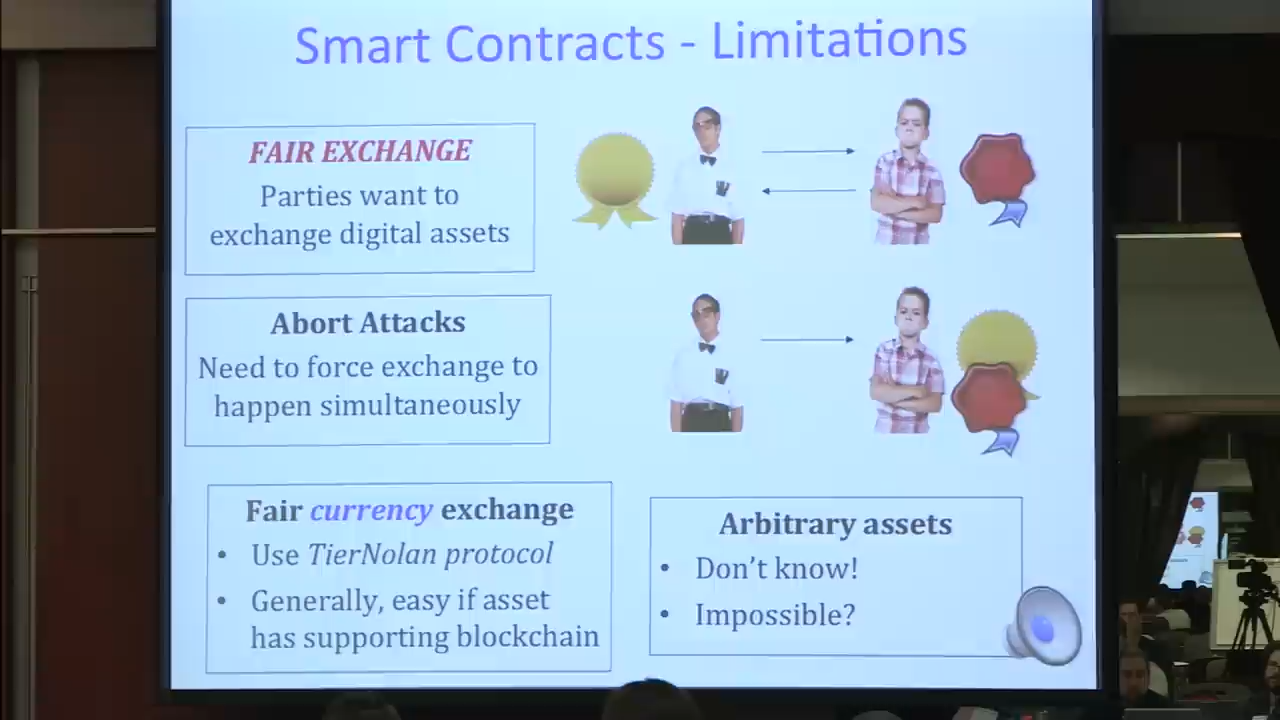 Smart Contracts - Limitations
FAIR EXCHANGE
Parties want to
exchange digital assets
Abort Attacks
Need to force exchange to
happen simultaneously
Fair currency exchange
• Use TierNolan protocol
• Generally, easy if asset
has supporting blockchain
Arbitrary assets
• Don't know!
• Impossible?